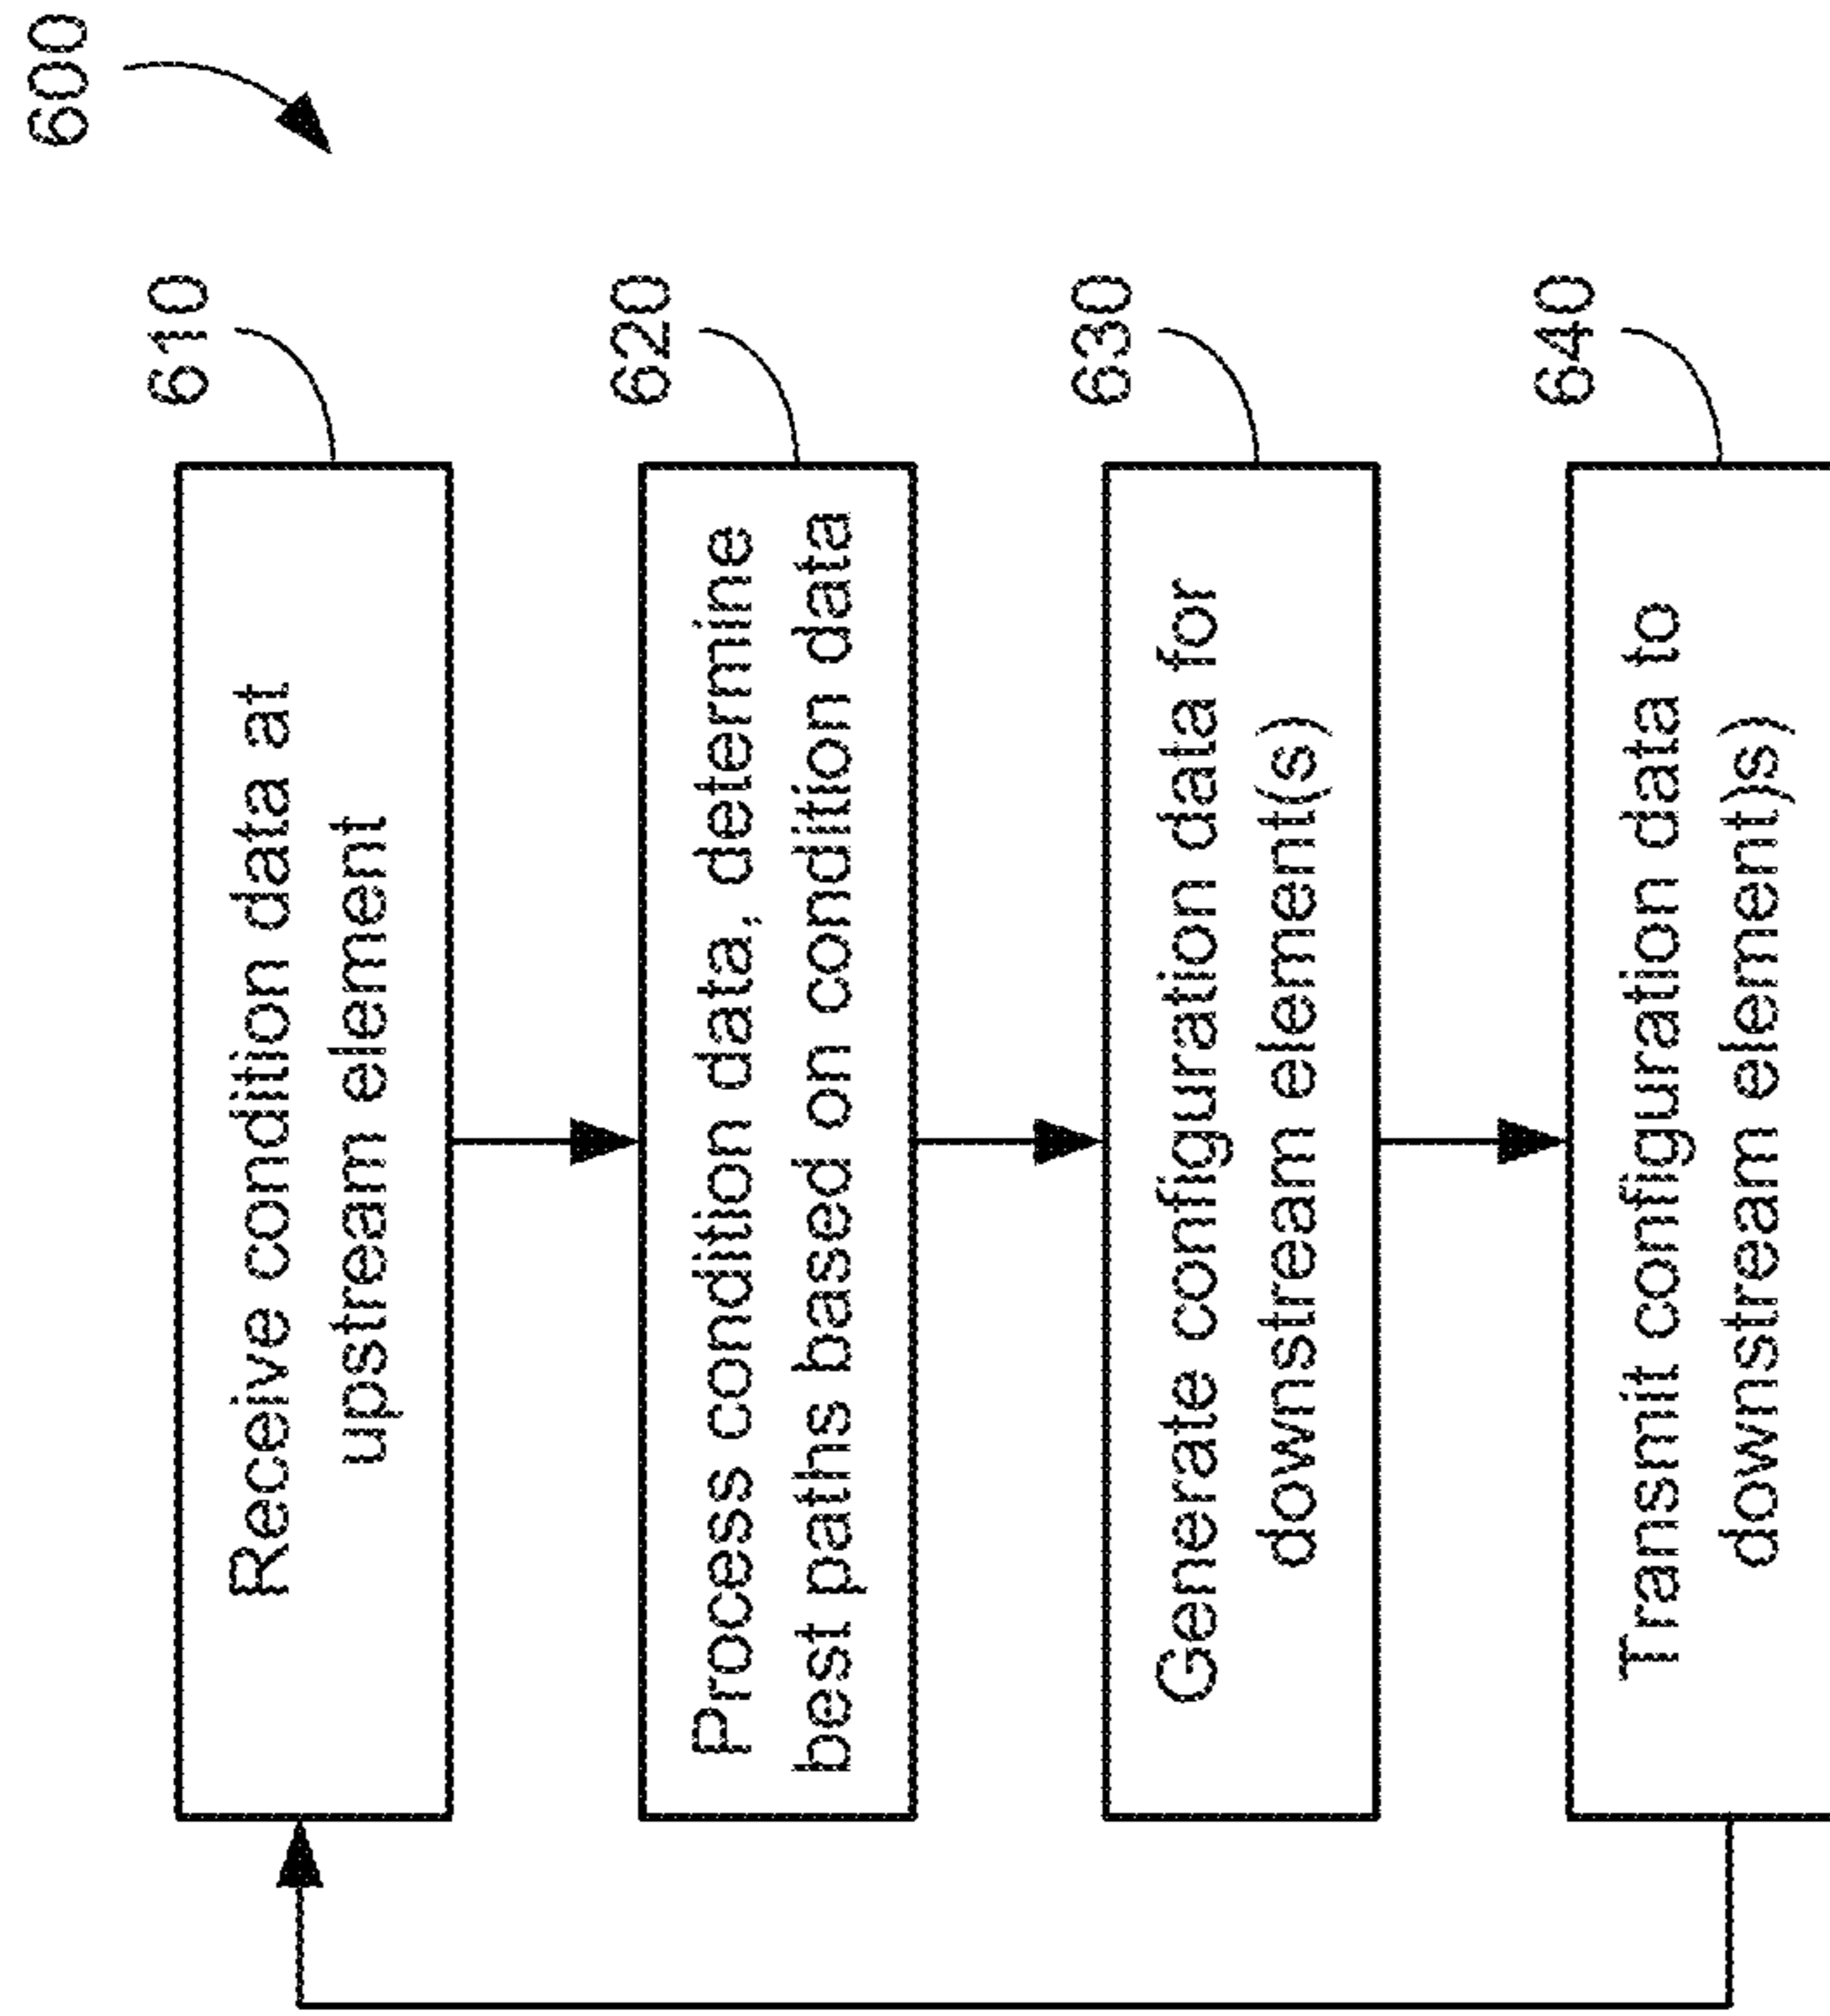 600
610
Receive condition data at
upstream element
620
Process condition data, determine
best paths based on condition data
630
Generate configuration data for
downstream element(s)
640
Transmit configuration data to
downstream element)s)